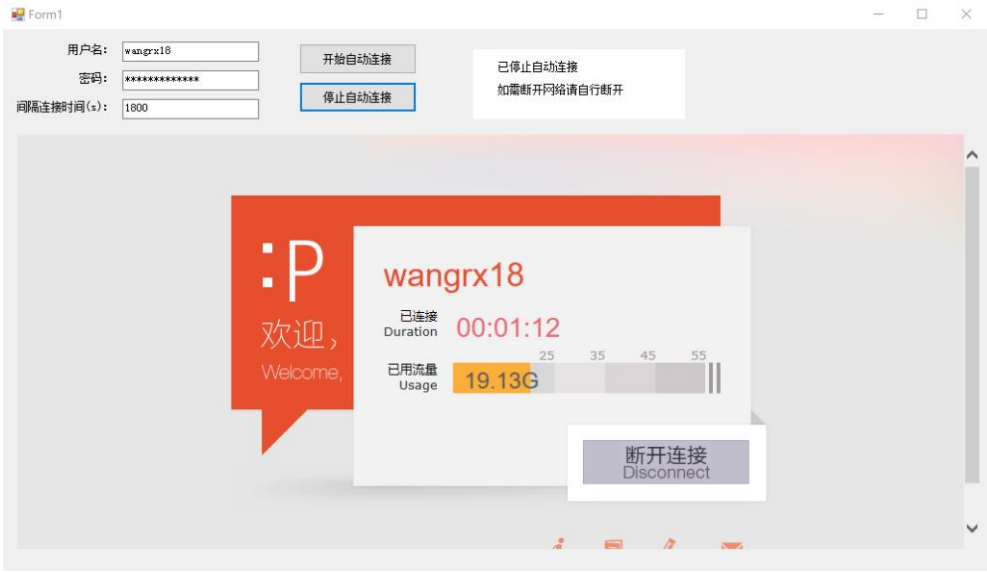 Form1
用户名: wangrx18
密码: *************
间隔连接时间(s): 1800
开始自动连接
停止自动连接
已停止自动连接
如需断开网络请自行断开
:P
欢迎,
Welcome,
wangrx18
已连接
Duration
00:01:12
25 35 45 55
已用流量
Usage
19.13G
断开连接
Disconnect